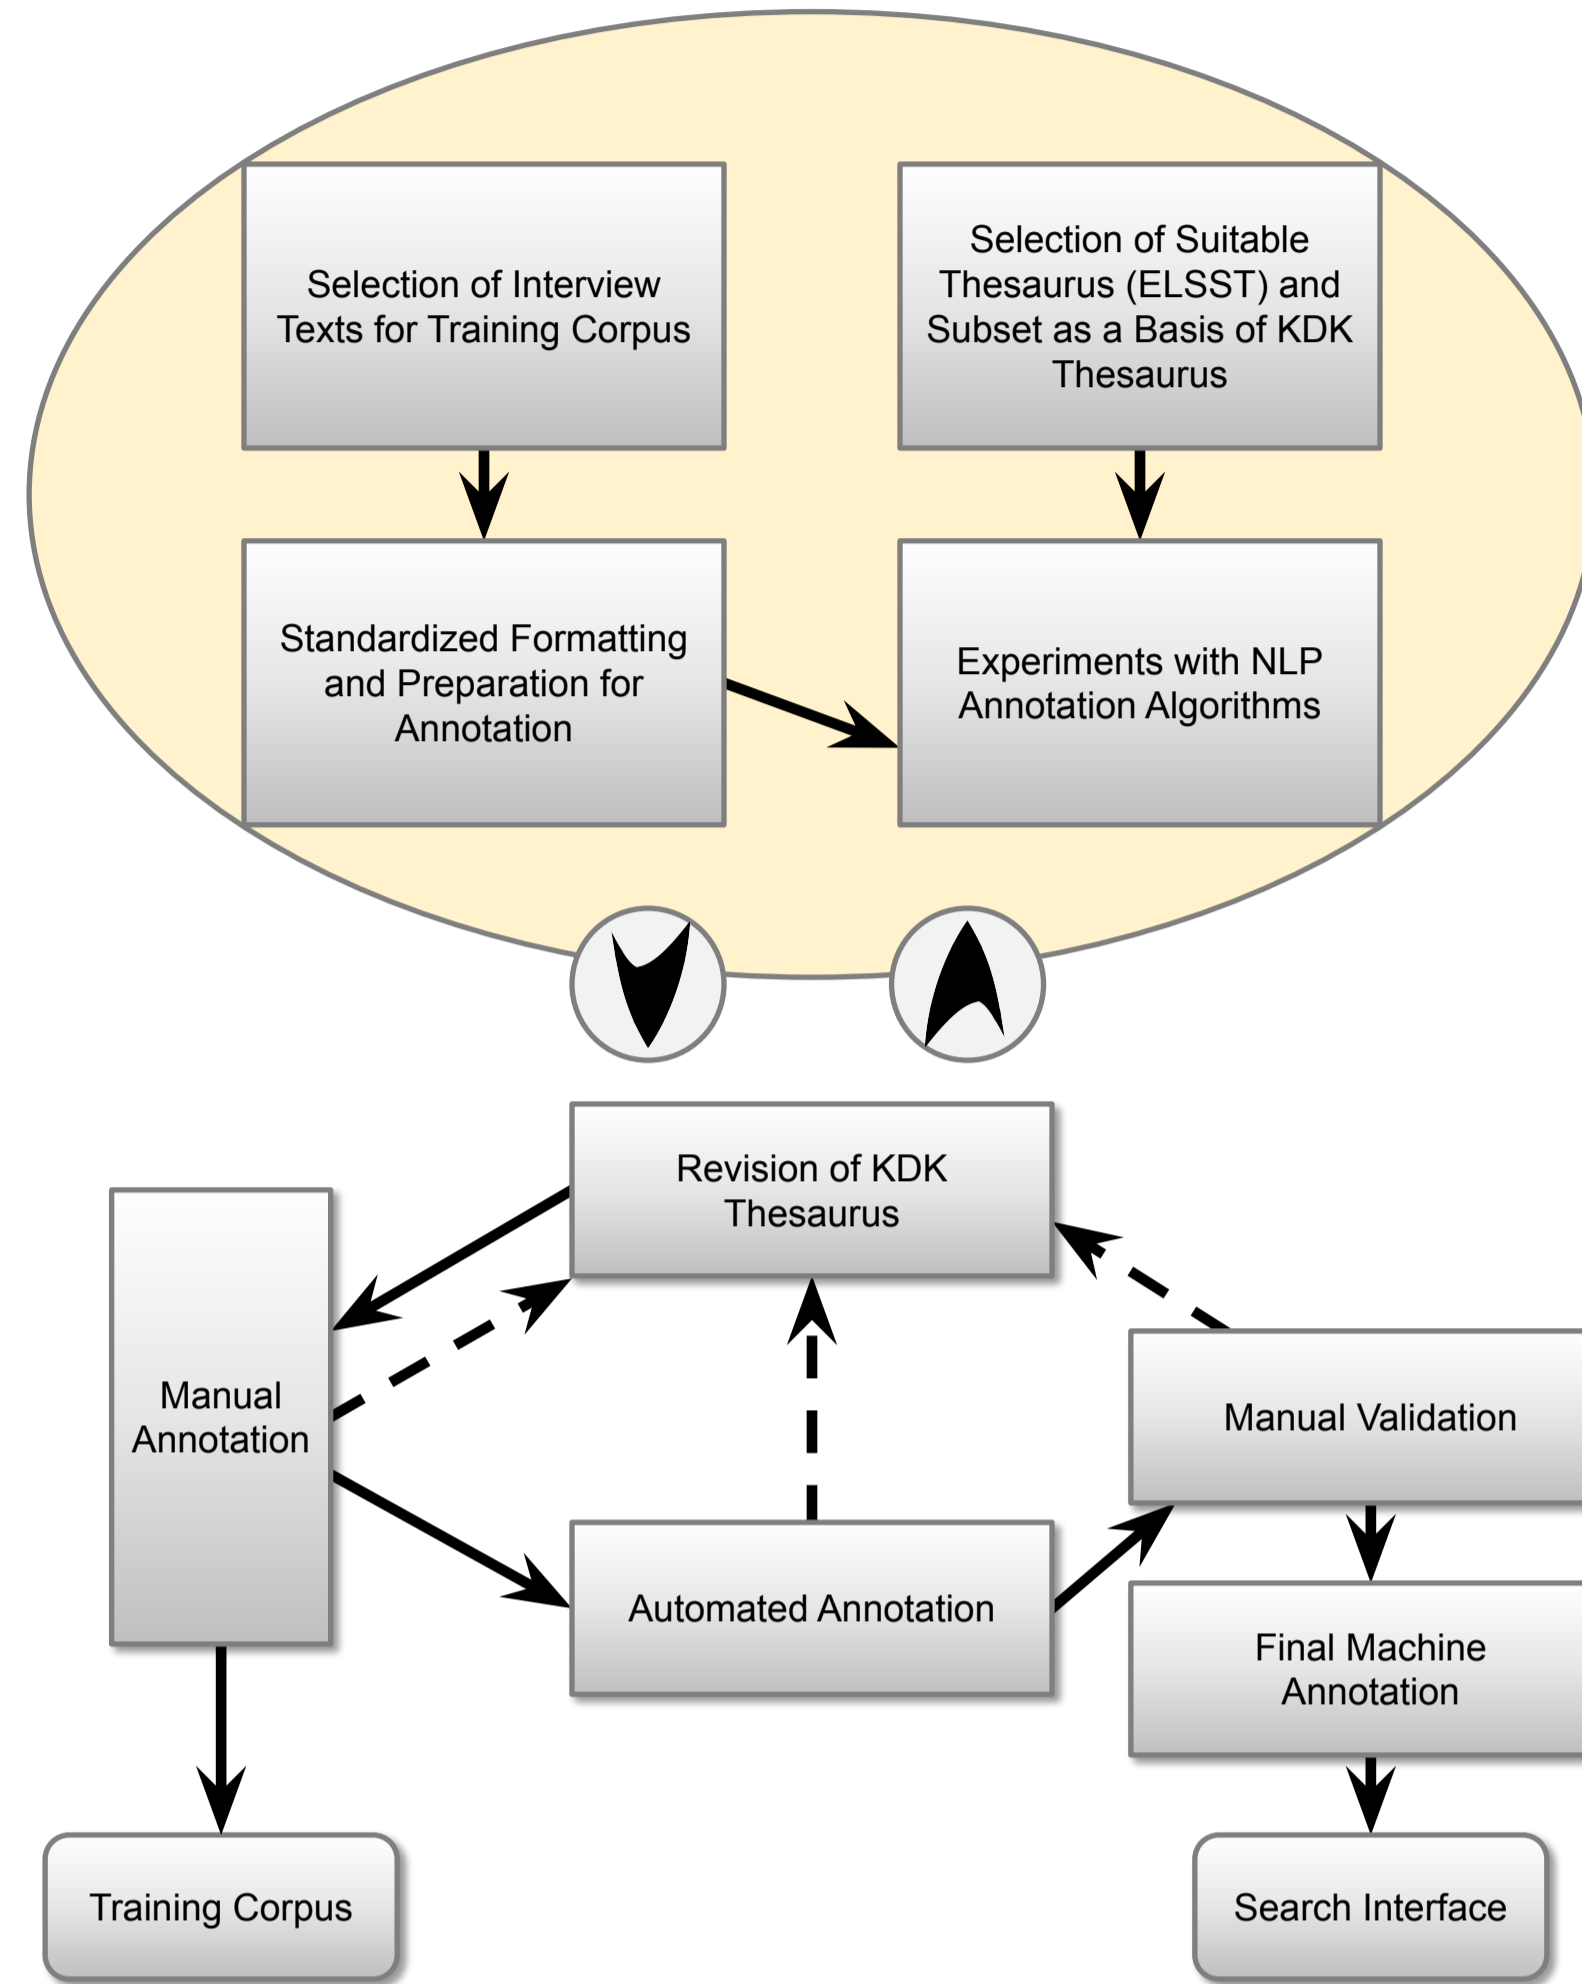 Selection of Interview
Texts for Training Corpus
Selection of Suitable
Thesaurus (ELSST) and
Subset as a Basis of KDK
Thesaurus
Standardized Formatting
and Preparation for
Annotation
Experiments with NLP
Annotation Algorithms
Revision of KDK
Thesaurus
Manual
Annotation
Manual Validation
Automated Annotation
Final Machine
Annotation
Training Corpus
Search Interface